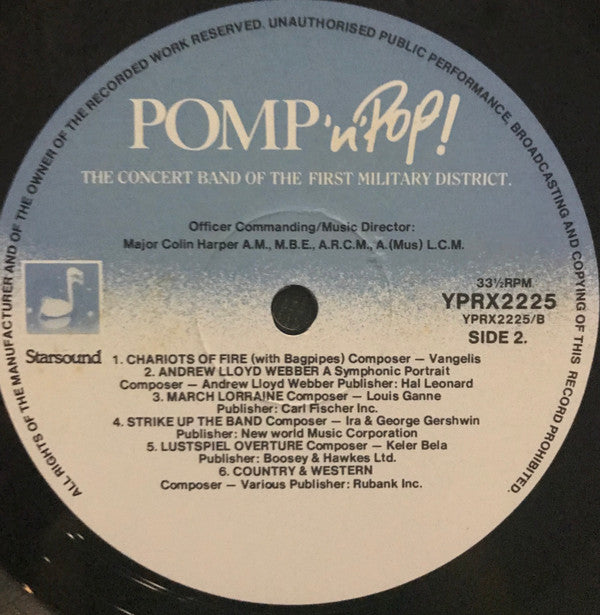 ALL RIGHTS OF THE MANUFACTURER AND OF THE OWNER OF THE RECORDED WORK RESERVED. UNAUTHORISED PUBLIC PERFORMANCE, BROADCASTING AND COPYING OF THIS RECORD PROHIBITED.
POMP 'n' Pop!
THE CONCERT BAND OF THE FIRST MILITARY DISTRICT.
Officer Commanding/Music Director:
Major Colin Harper A.M., M.B.E., A.R.C.M., A.(Mus) L.C.M.
33⅓RPM
YPRX2225
YPRX2225/B
SIDE 2.
Starsound
1. CHARIOTS OF FIRE (with Bagpipes) Composer – Vangelis
2. ANDREW LLOYD WEBBER A Symphonic Portrait
Composer – Andrew Lloyd Webber Publisher: Hal Leonard
3. MARCH LORRAINE Composer – Louis Ganne
Publisher: Carl Fischer Inc.
4. STRIKE UP THE BAND Composer – Ira & George Gershwin
Publisher: New world Music Corporation
5. LUSTSPIEL OVERTURE Composer – Keler Bela
Publisher: Boosey & Hawkes Ltd.
6. COUNTRY & WESTERN
Composer – Various Publisher: Rubank Inc.